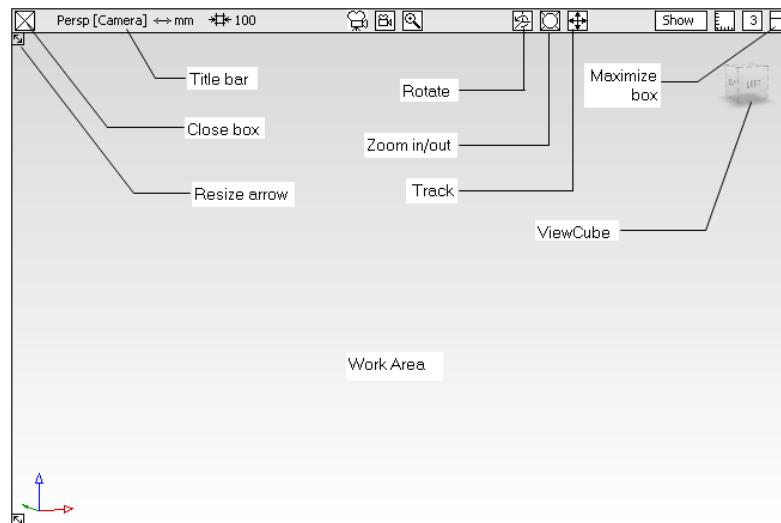 Persp [Camera] ↔ mm 100 Show 3
Title bar
Maximize
box
Rotate
LEFT
Close box
Zoom in/out
Resize arrow
Track
ViewCube
Work Area